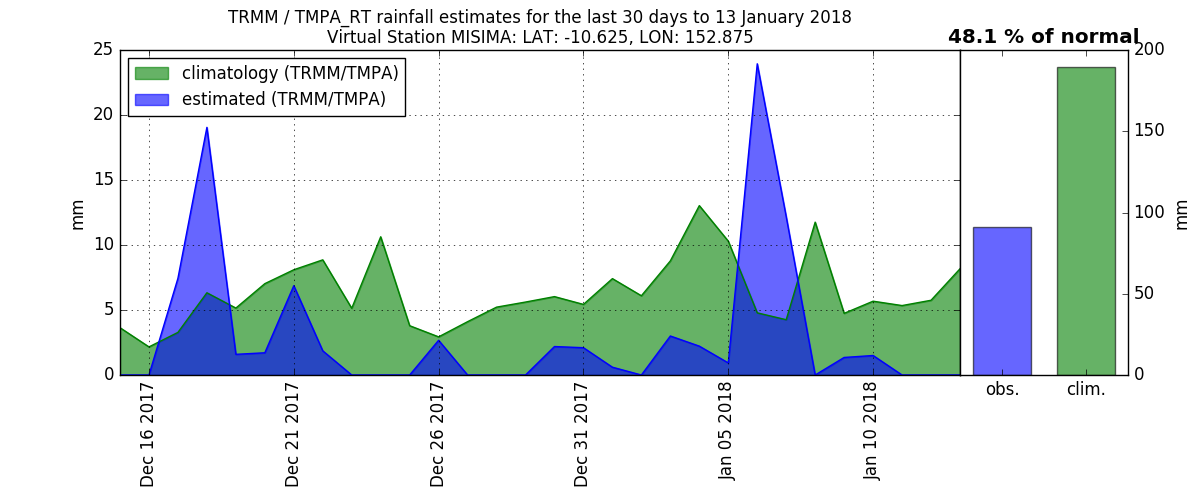 TRMM / TMPA_RT rainfall estimates for the last 30 days to 13 January 2018
Virtual Station MISIMA: LAT: -10.625, LON: 152.875
48.1 % of normal
climatology (TRMM/TMPA)
estimated (TRMM/TMPA)
25
20
15
10
5
0
mm
Dec 16 2017
Dec 21 2017
Dec 26 2017
Dec 31 2017
Jan 05 2018
Jan 10 2018
obs.
clim.
200
150
100
50
0
mm